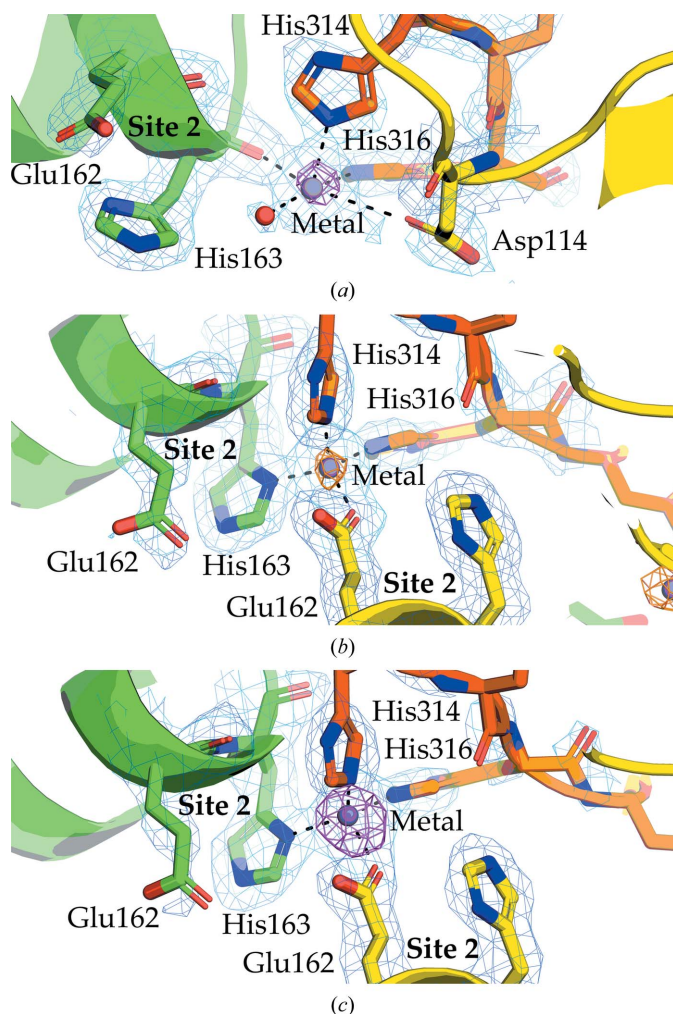 His314
Site 2
His316
Glu162
Metal
His163
Asp114
(a)
His314
His316
Site 2
Metal
Glu162
His163
Glu162
Site 2
(b)
His314
His316
Site 2
Metal
Glu162
His163
Glu162
Site 2
(c)